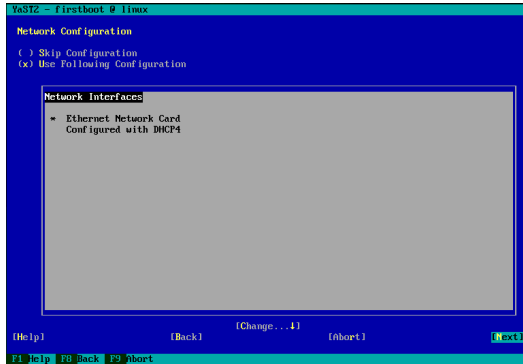 YaST2 - firstboot @ linux
Network Configuration
( ) Skip Configuration
(x) Use Following Configuration
Network Interfaces
* Ethernet Network Card
Configured with DHCP4
[Change...↓]
[Help] [Back] [Abort] [Next]
F1 Help F8 Back F9 Abort